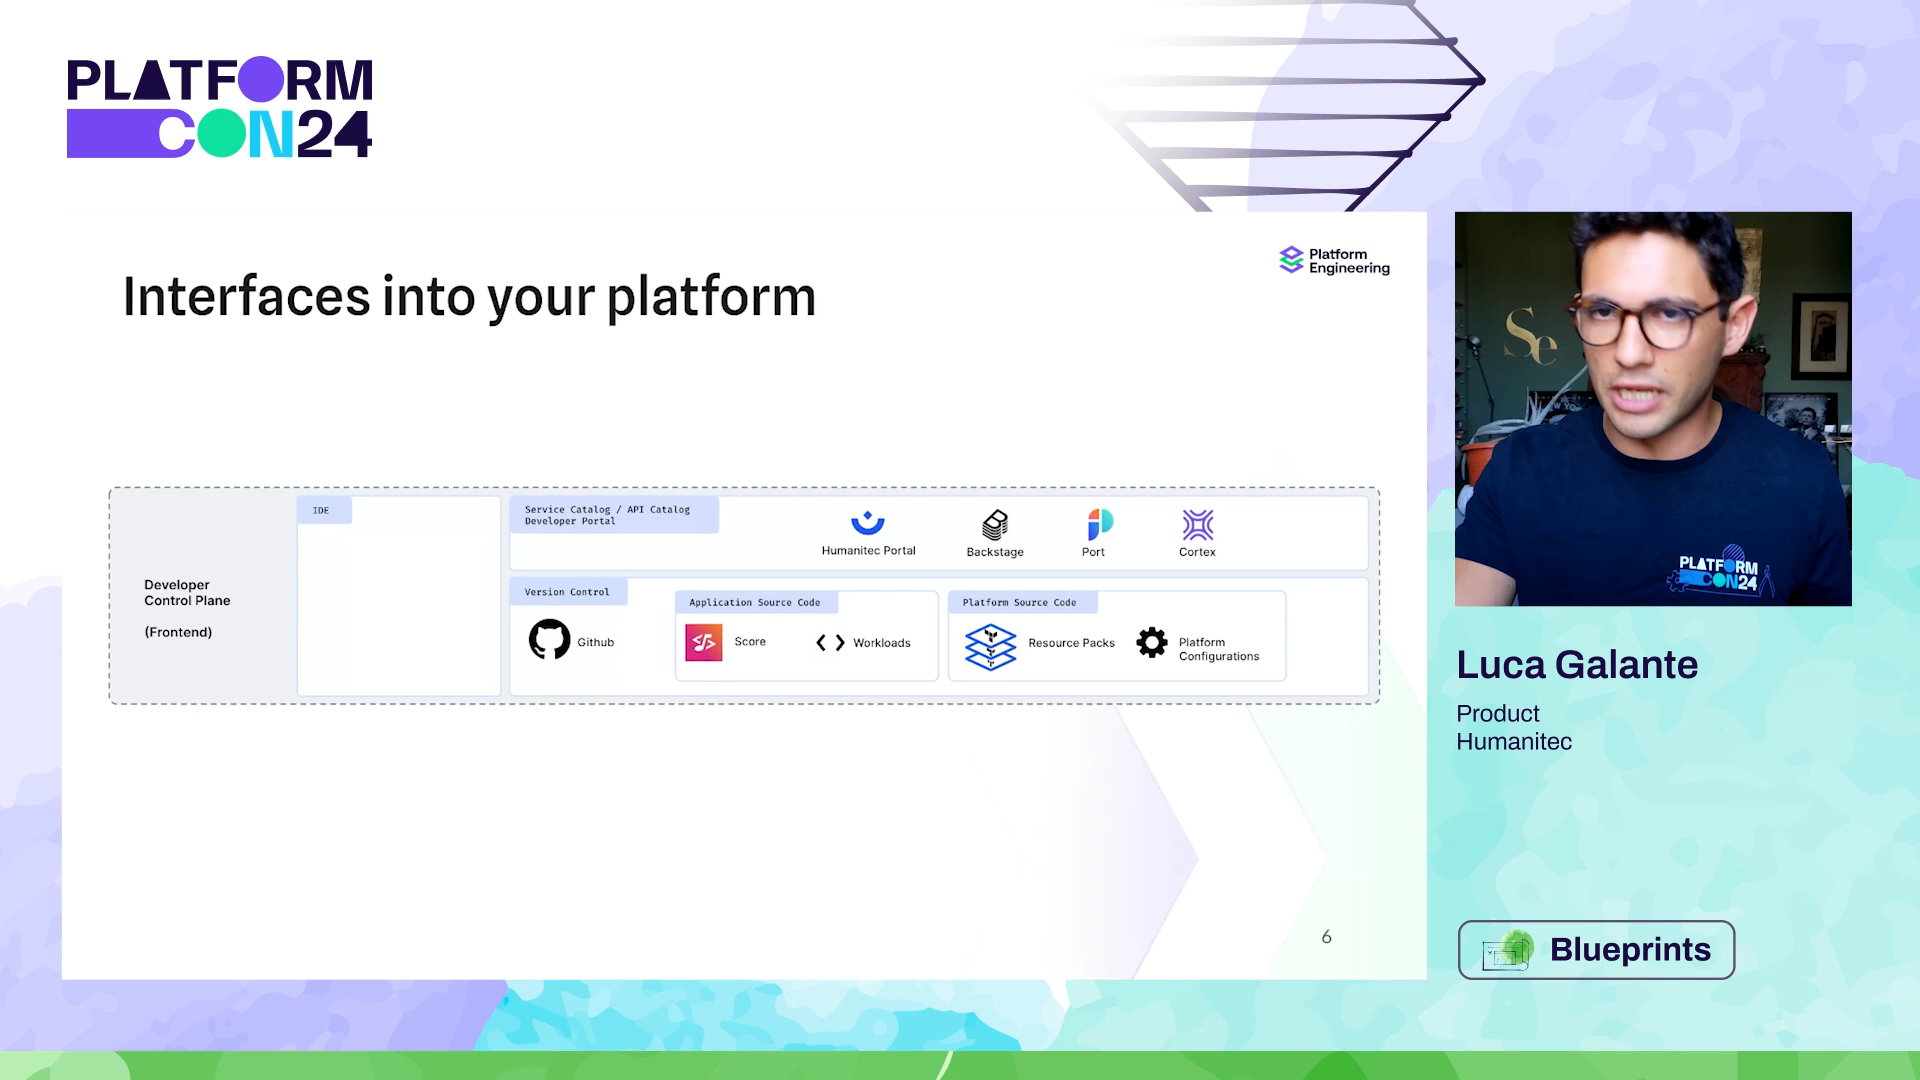 PLATFORM
CON24
Platform
Engineering
Interfaces into your platform
Developer
Control Plane
(Frontend)
IDE
Service Catalog / API Catalog
Developer Portal
Humanitec Portal
Backstage
Port
Cortex
Version Control
Github
Application Source Code
Score
Workloads
Platform Source Code
Resource Packs
Platform
Configurations
6
Se
PLATFORM
CON24
Luca Galante
Product
Humanitec
Blueprints